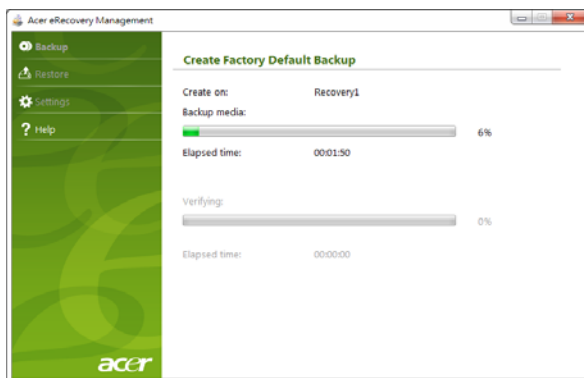 Acer eRecovery Management
Backup
Restore
Settings
? Help
Create Factory Default Backup
Create on: Recovery1
Backup media:
6%
Elapsed time: 00:01:50
Verifying:
0%
Elapsed time: 00:00:00
acer